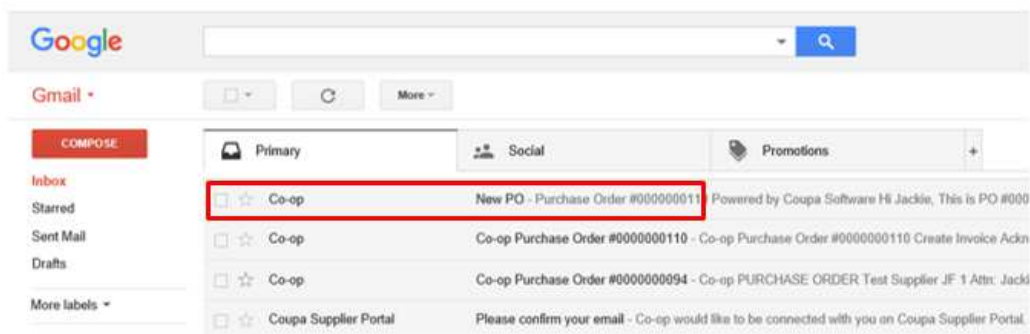 Google
Gmail
More
COMPOSE
Primary Social Promotions +
Inbox
Starred
Sent Mail
Drafts
More labels
Co-op New PO - Purchase Order Powered by Coupa Software Hi Jackie, This is PO #000
Co-op Co-op Purchase Order #0000000110 - Co-op Purchase Order #0000000110 Create Invoice Ackn
Co-op Co-op Purchase Order #0000000094 - Co-op PURCHASE ORDER Test Supplier JF 1 Attn: Jacki
Coupa Supplier Portal Please confirm your email - Co-op would like to be connected with you on Coupa Supplier Portal.